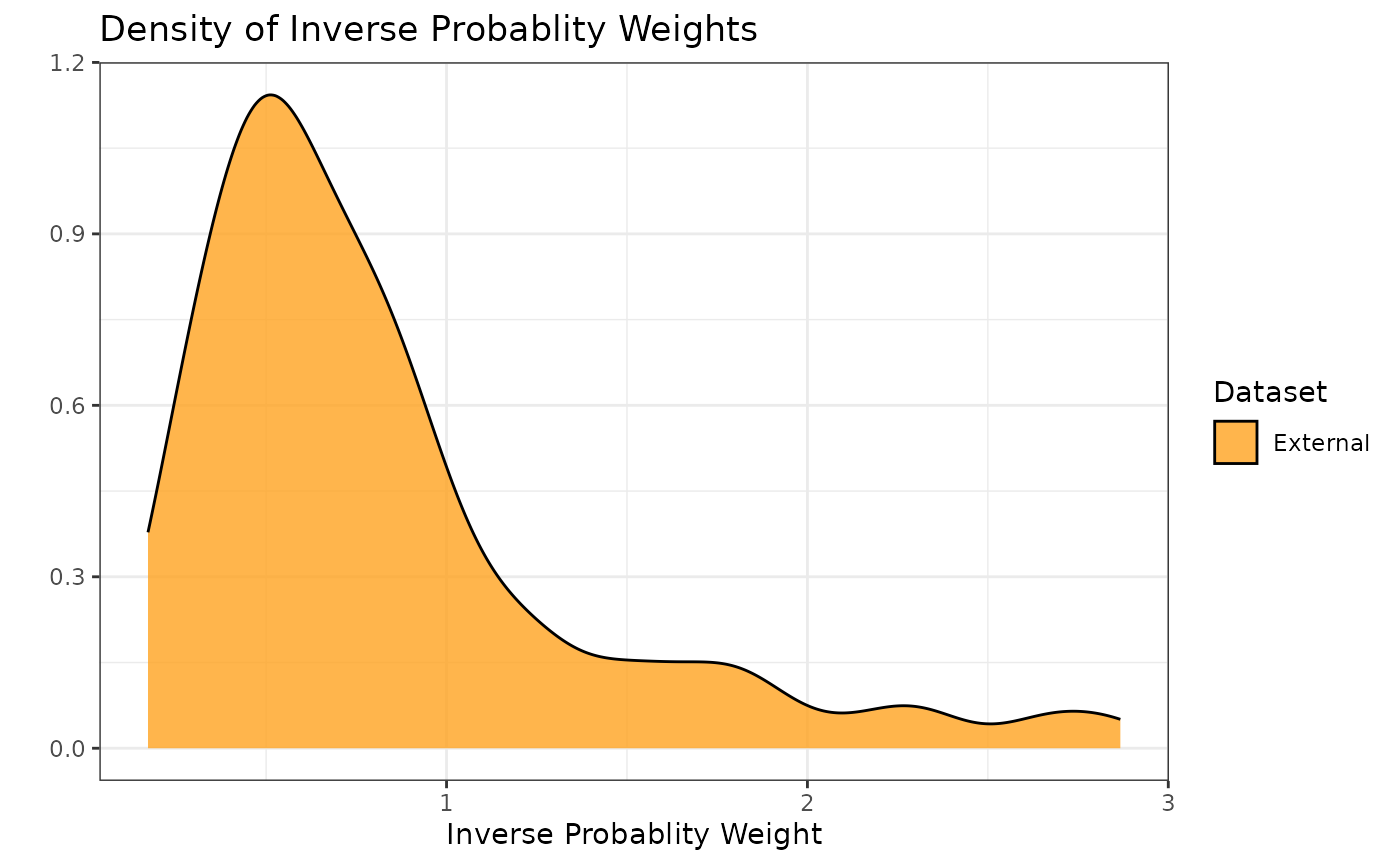 Density of Inverse Probablity Weights
1.2
0.9
0.6
0.3
0.0
1 2 3
Inverse Probablity Weight
Dataset
External